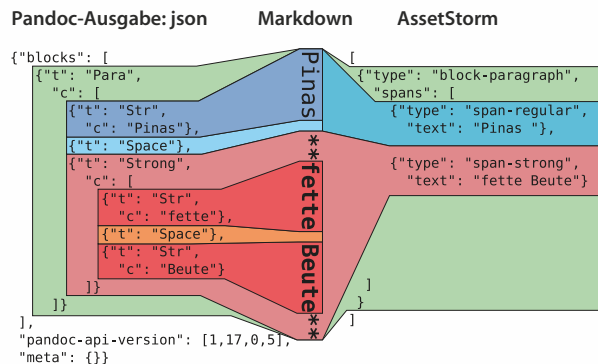 Pandoc-Ausgabe: json
{"blocks": [
{"t": "Para",
"c": [
{"t": "Str",
"c": "Pinas"},
{"t": "Space"},
{"t": "Strong",
"c": [
{"t": "Str",
"c": "fette"},
{"t": "Space"},
{"t": "Str",
"c": "Beute"}
]}
]}
],
"pandoc-api-version": [1,17,0,5],
"meta": {}}
Markdown
Pinas **fette Beute**
AssetStorm
[
{"type": "block-paragraph",
"spans": [
{"type": "span-regular",
"text": "Pinas "},
{"type": "span-strong",
"text": "fette Beute"}
]
}
]